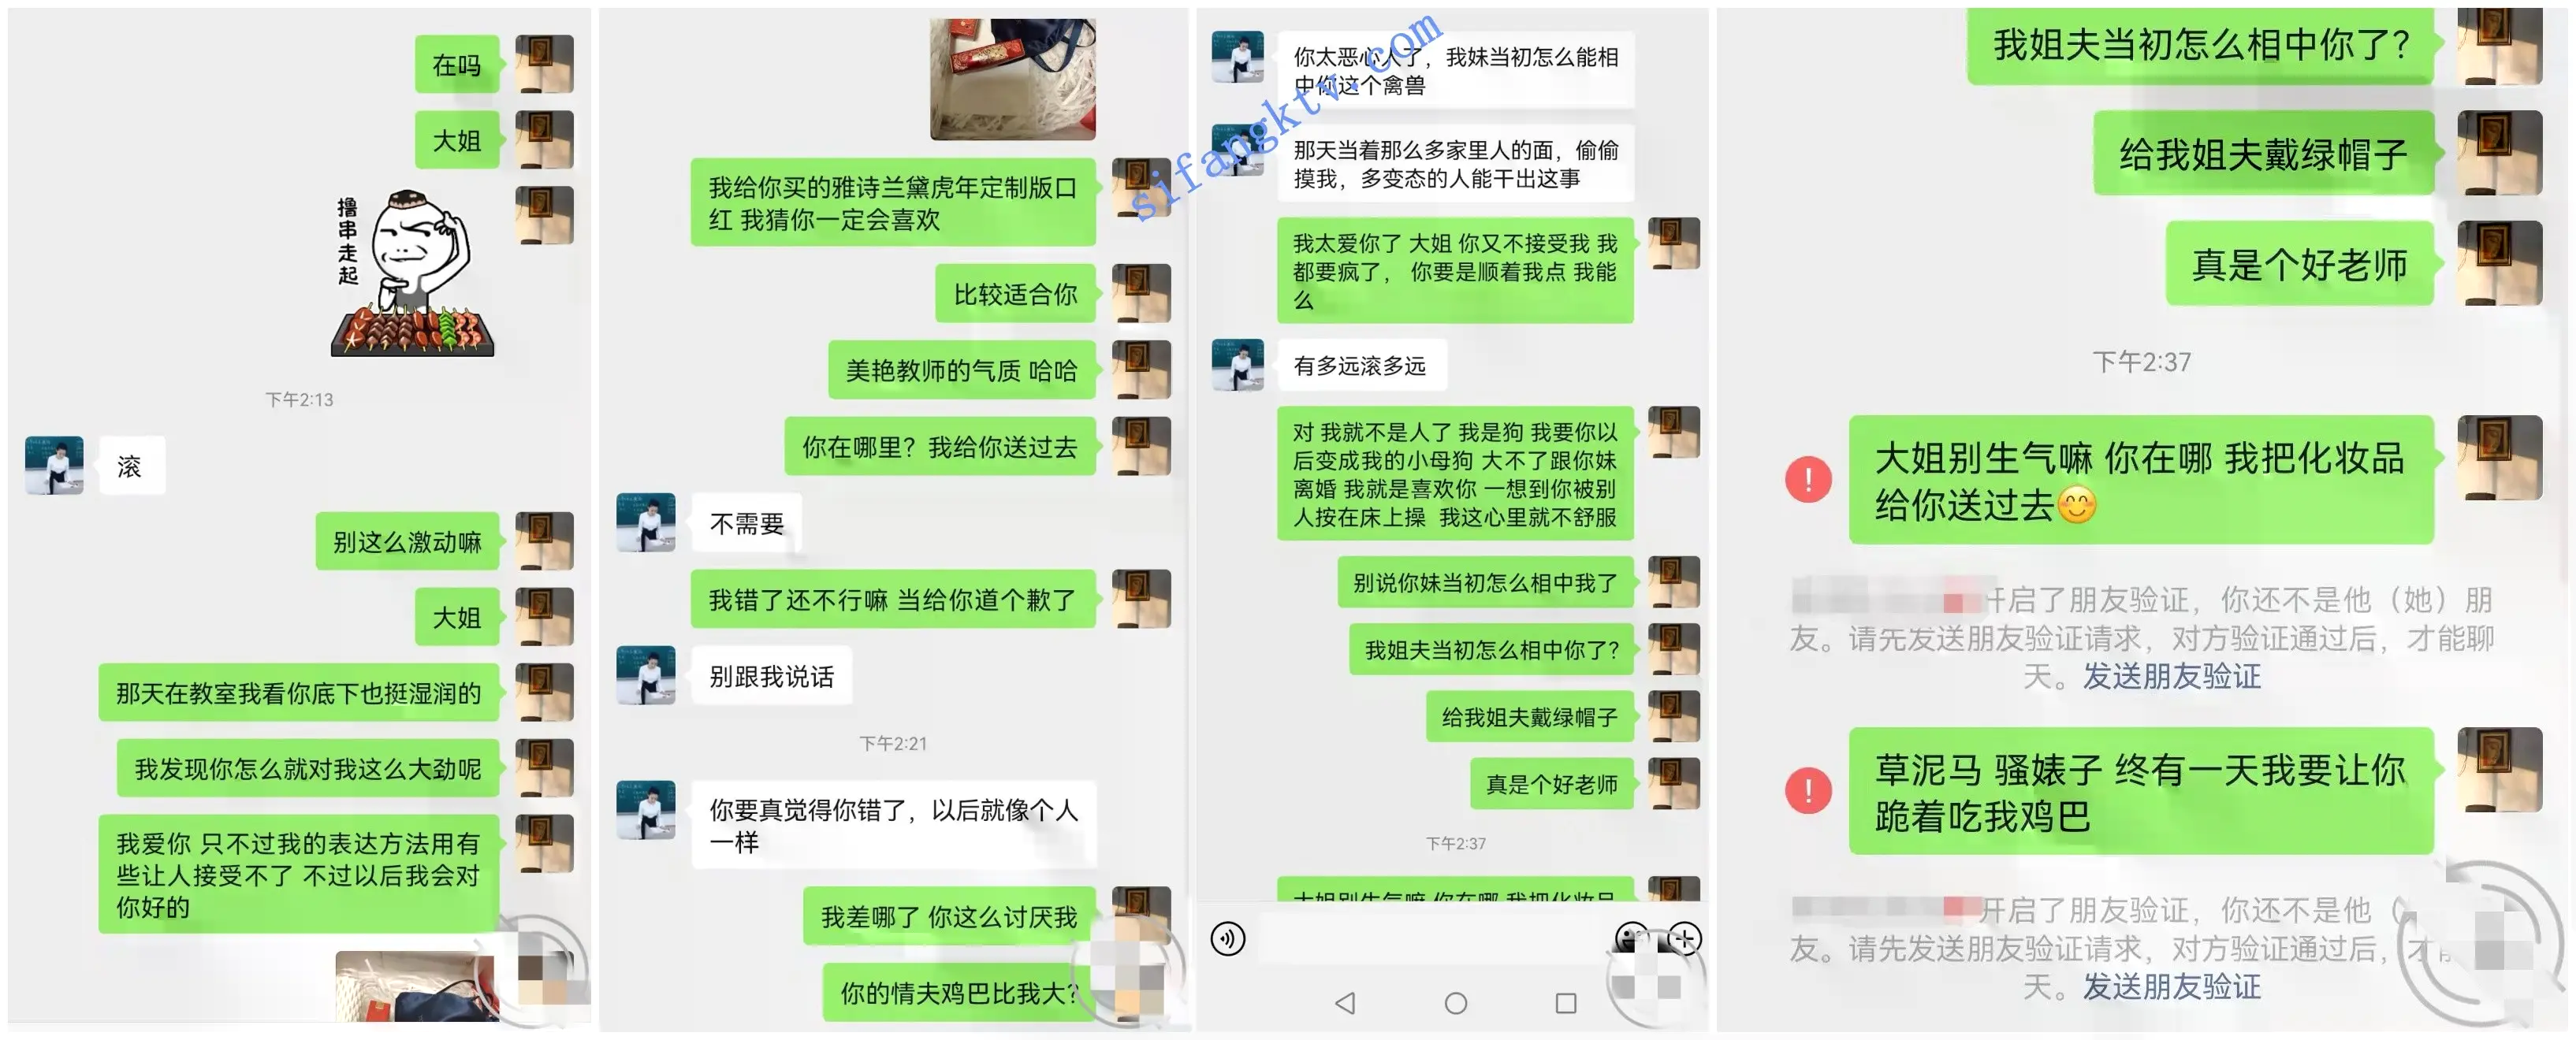 在吗
大姐
撸串走起
下午2:13
滚
别这么激动嘛
大姐
那天在教室我看你底下也挺湿润的
我发现你怎么就对我这么大劲呢
我爱你 只不过我的表达方法用有
些让人接受不了 不过以后我会对
你好的
我给你买的雅诗兰黛虎年定制版口
红 我猜你一定会喜欢
比较适合你
美艳教师的气质 哈哈
你在哪里？我给你送过去
不需要
我错了还不行嘛 当给你道个歉了
别跟我说话
下午2:21
你要真觉得你错了，以后就像个人
一样
我差哪了 你这么讨厌我
你的情夫鸡巴比我大？
sifangktv.com
你太恶心人了，我妹当初怎么能相
中你这个禽兽
那天当着那么多家里人的面，偷偷
摸我，多变态的人能干出这事
我太爱你了 大姐 你又不接受我 我
都要疯了， 你要是顺着我点 我能
么
有多远滚多远
对 我就不是人了 我是狗 我要你以
后变成我的小母狗 大不了跟你妹
离婚 我就是喜欢你 一想到你被别
人按在床上操 我这心里就不舒服
别说你妹当初怎么相中我了
我姐夫当初怎么相中你了？
给我姐夫戴绿帽子
真是个好老师
下午2:37
大姐别生气嘛 你在哪 我把化妆品
我姐夫当初怎么相中你了？
给我姐夫戴绿帽子
真是个好老师
下午2:37
大姐别生气嘛 你在哪 我把化妆品
给你送过去😊
开启了朋友验证，你还不是他（她）朋
友。请先发送朋友验证请求，对方验证通过后，才能聊
天。发送朋友验证
草泥马 骚婊子 终有一天我要让你
跪着吃我鸡巴
开启了朋友验证，你还不是他（
友。请先发送朋友验证请求，对方验证通过后，才
天。发送朋友验证